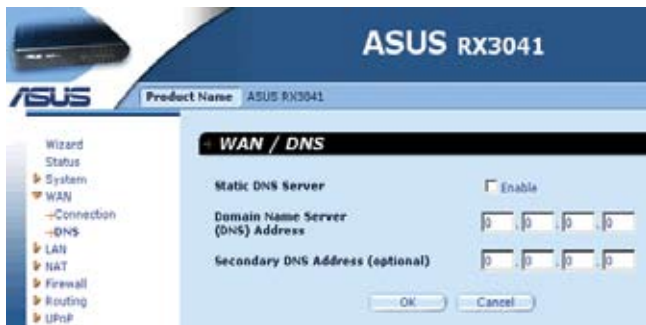 ASUS RX3041
ASUS
Product Name ASUS RX3041
Wizard
Status
System
WAN
Connection
DNS
LAN
NAT
Firewall
Routing
UPnP
WAN / DNS
Static DNS Server Enable
Domain Name Server
(DNS) Address 0 . 0 . 0 . 0
Secondary DNS Address (optional) 0 . 0 . 0 . 0
OK Cancel